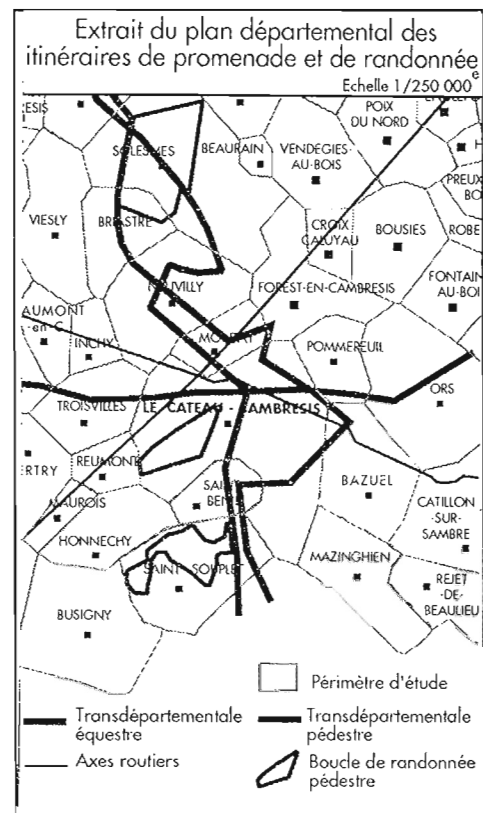 Extrait du plan départemental des
itinéraires de promenade et de randonnée
Echelle 1/250 000e
POIX
DU NORD
SOLESMES
BEAURAIN
VENDEGIES
-AU-BOIS
PREUX
VIESLY
BRIASTRE
CROIX
CALUYAU
BOUSIES
ROBE
FONTAIN
AU-BOI
NEUVILLY
FOREST-EN-CAMBRESIS
AUMONT
-en-C
INCHY
POMMEREUIL
ORS
TROISVILLES
LE CATEAU - CAMBRESIS
REUMONT
ERTRY
BAZUEL
MAUROIS
CATILLON
-SUR-
SAMBRE
HONNECHY
MAZINGHIEN
SAINT SOUPLET
REJET
-DE-
BEAULIEU
BUSIGNY
Périmètre d'étude
Transdépartementale
équestre
Transdépartementale
pédestre
Axes routiers
Boucle de randonnée
pédestre